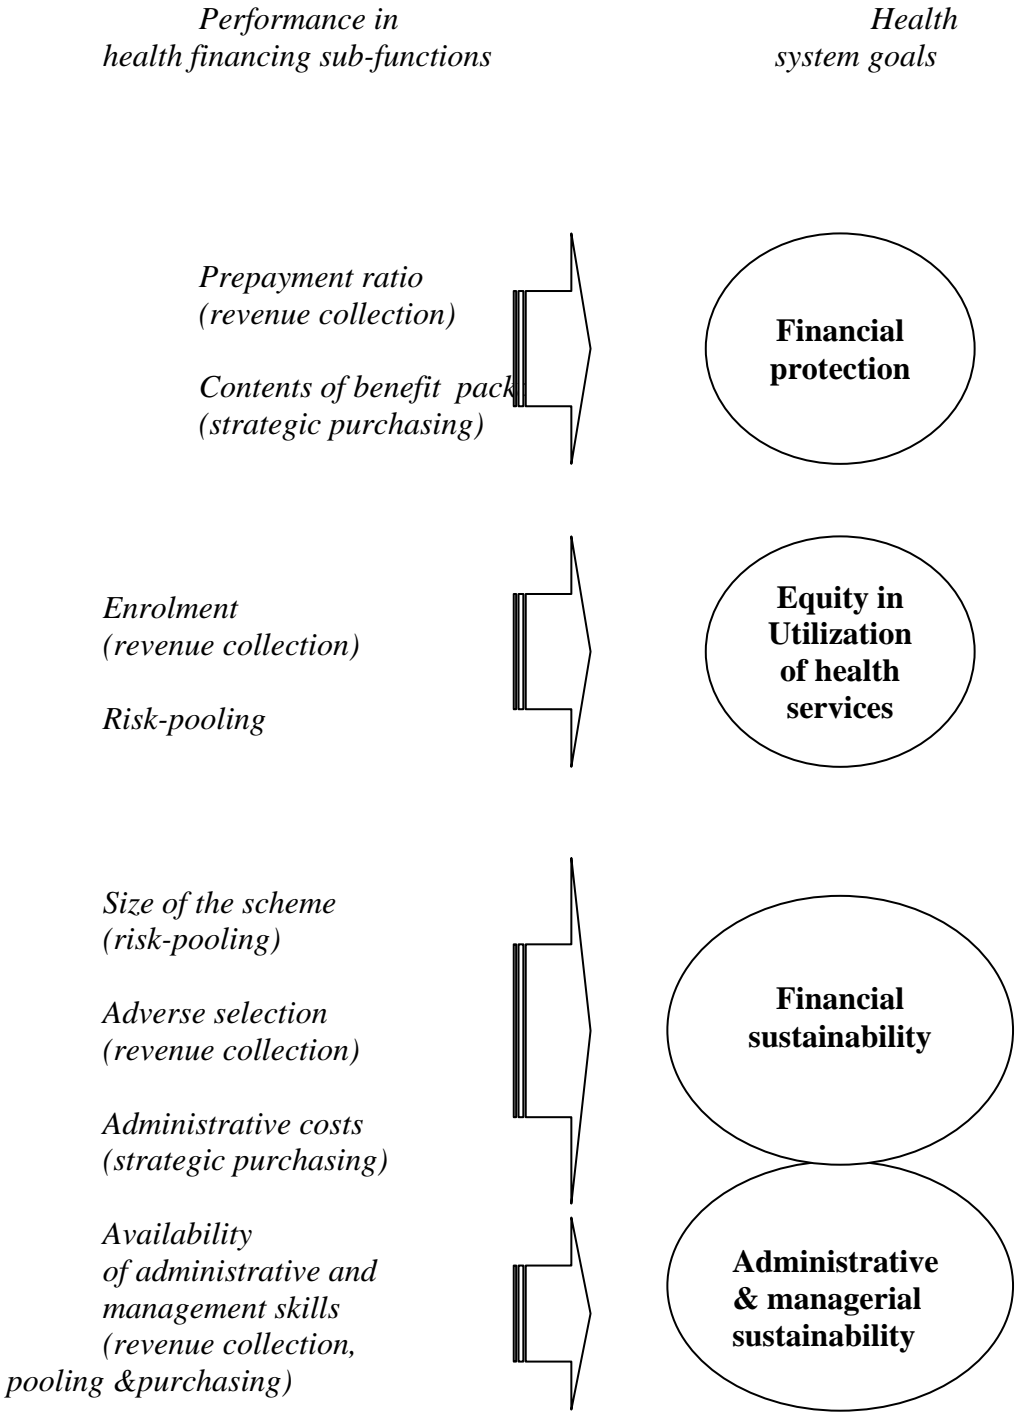 Performance in
health financing sub-functions
Health
system goals
Prepayment ratio
(revenue collection)
Contents of benefit pack
(strategic purchasing)
Financial
protection
Enrolment
(revenue collection)
Risk-pooling
Equity in
Utilization
of health
services
Size of the scheme
(risk-pooling)
Adverse selection
(revenue collection)
Administrative costs
(strategic purchasing)
Financial
sustainability
Availability
of administrative and
management skills
(revenue collection,
pooling &purchasing)
Administrative
& managerial
sustainability